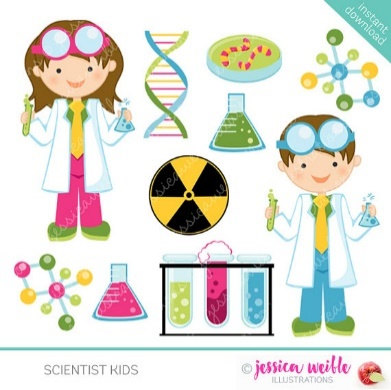 instant
download
SCIENTIST KIDS
© jessica weible
ILLUSTRATIONS